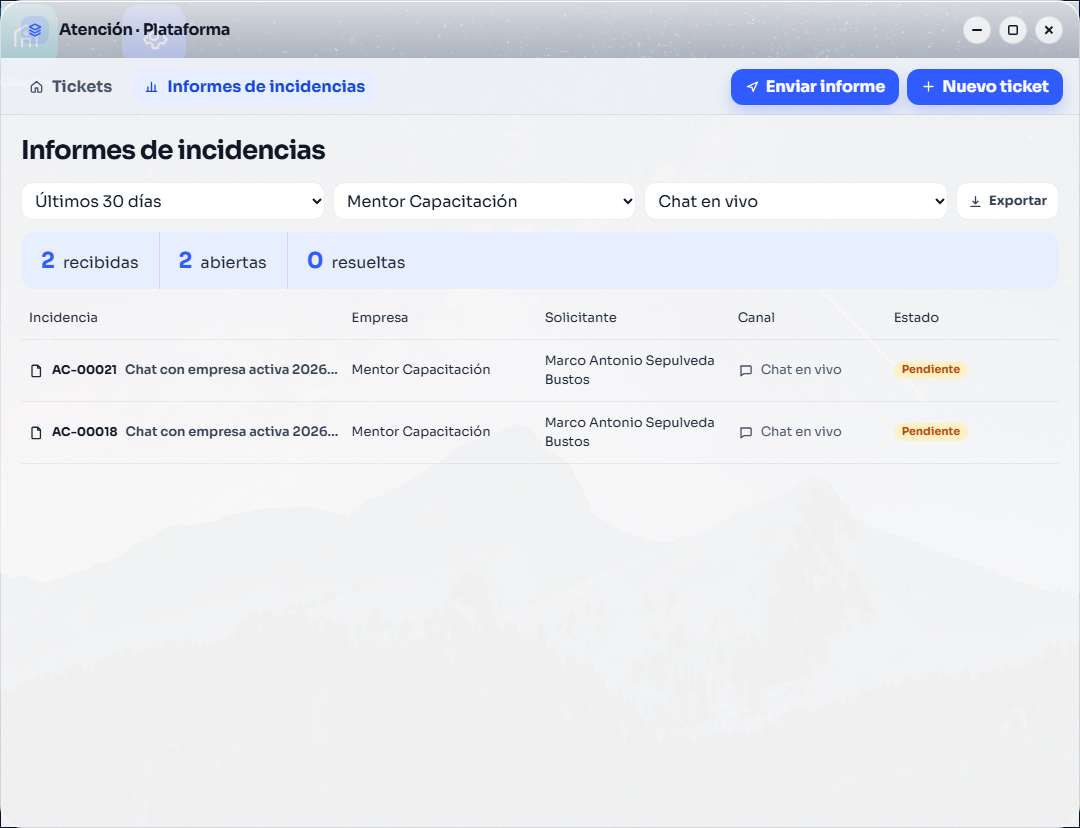 Atención · Plataforma
Tickets
Informes de incidencias
Enviar informe
Nuevo ticket
Informes de incidencias
Últimos 30 días
Mentor Capacitación
Chat en vivo
Exportar
2 recibidas
2 abiertas
0 resueltas
Incidencia Empresa Solicitante Canal Estado
AC-00021 Chat con empresa activa 2026... Mentor Capacitación Marco Antonio Sepulveda Bustos Chat en vivo Pendiente
AC-00018 Chat con empresa activa 2026... Mentor Capacitación Marco Antonio Sepulveda Bustos Chat en vivo Pendiente